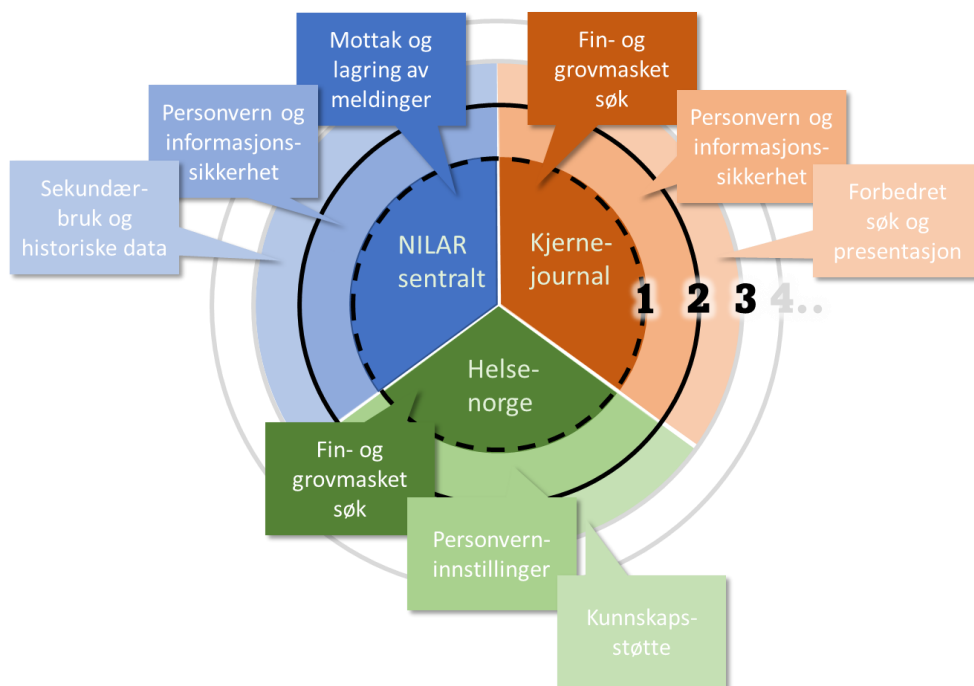 Mottak og
lagring av
meldinger
Fin- og
grovmasket
søk
Personvern og
informasjons-
sikkerhet
Personvern og
informasjons-
sikkerhet
Sekundær-
bruk og
historiske data
Forbedret
søk og
presentasjon
NILAR
sentralt
Kjerne-
journal
1 2 3 4..
Helse-
norge
Fin- og
grovmasket
søk
Personvern-
innstillinger
Kunnskaps-
støtte